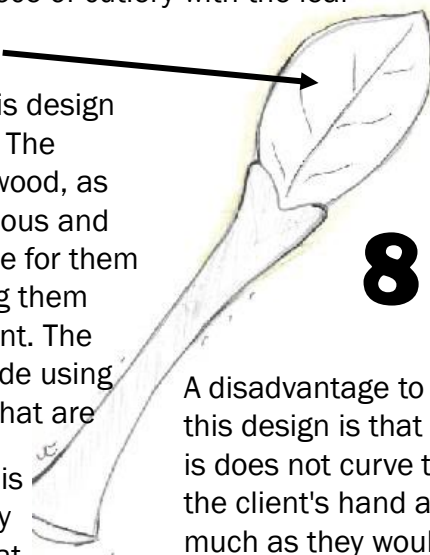 of cutlery with the leaf
is design
The
wood, as
ous and
e for them
g them
nt. The
de using
hat are
is
y
at
8
A disadvantage to
this design is that
is does not curve t
the client's hand a
much as they woul